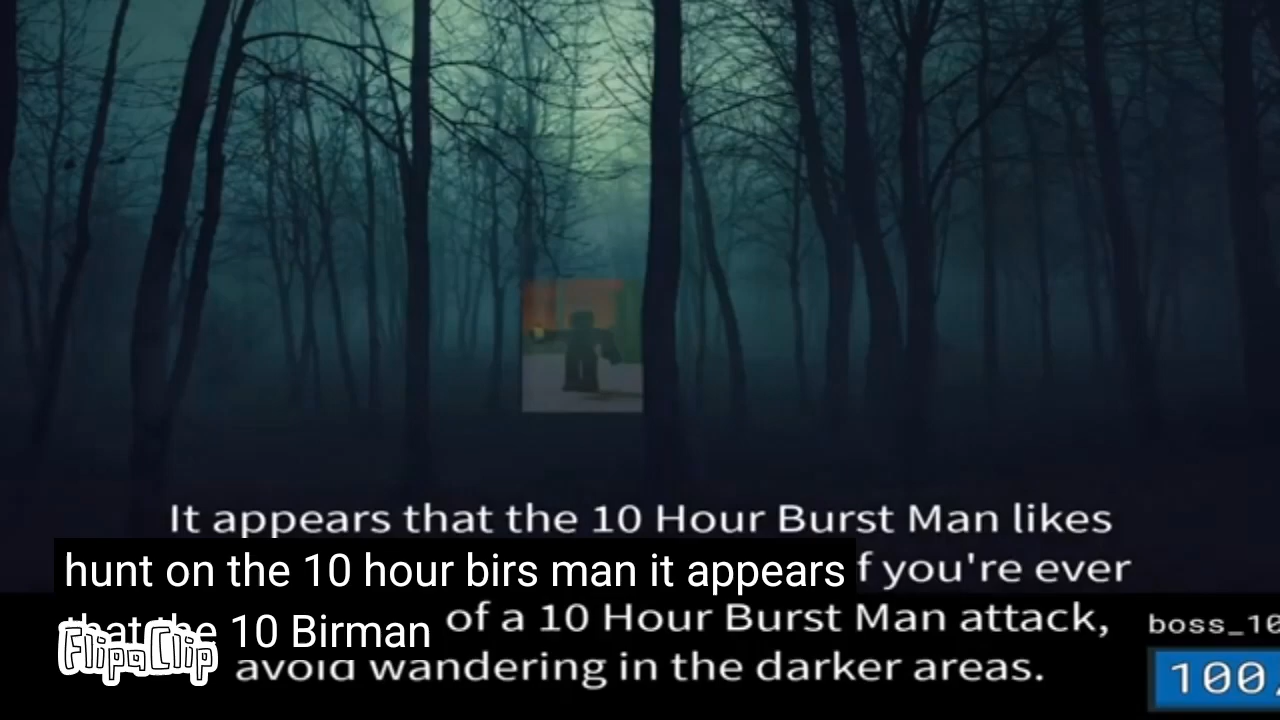 It appears that the 10 Hour Burst Man likes
hunt on the 10 hour birs man it appears
f you're ever
that the 10 Birman
of a 10 Hour Burst Man attack,
avoid wandering in the darker areas.
FlipaClip
boss_10
100